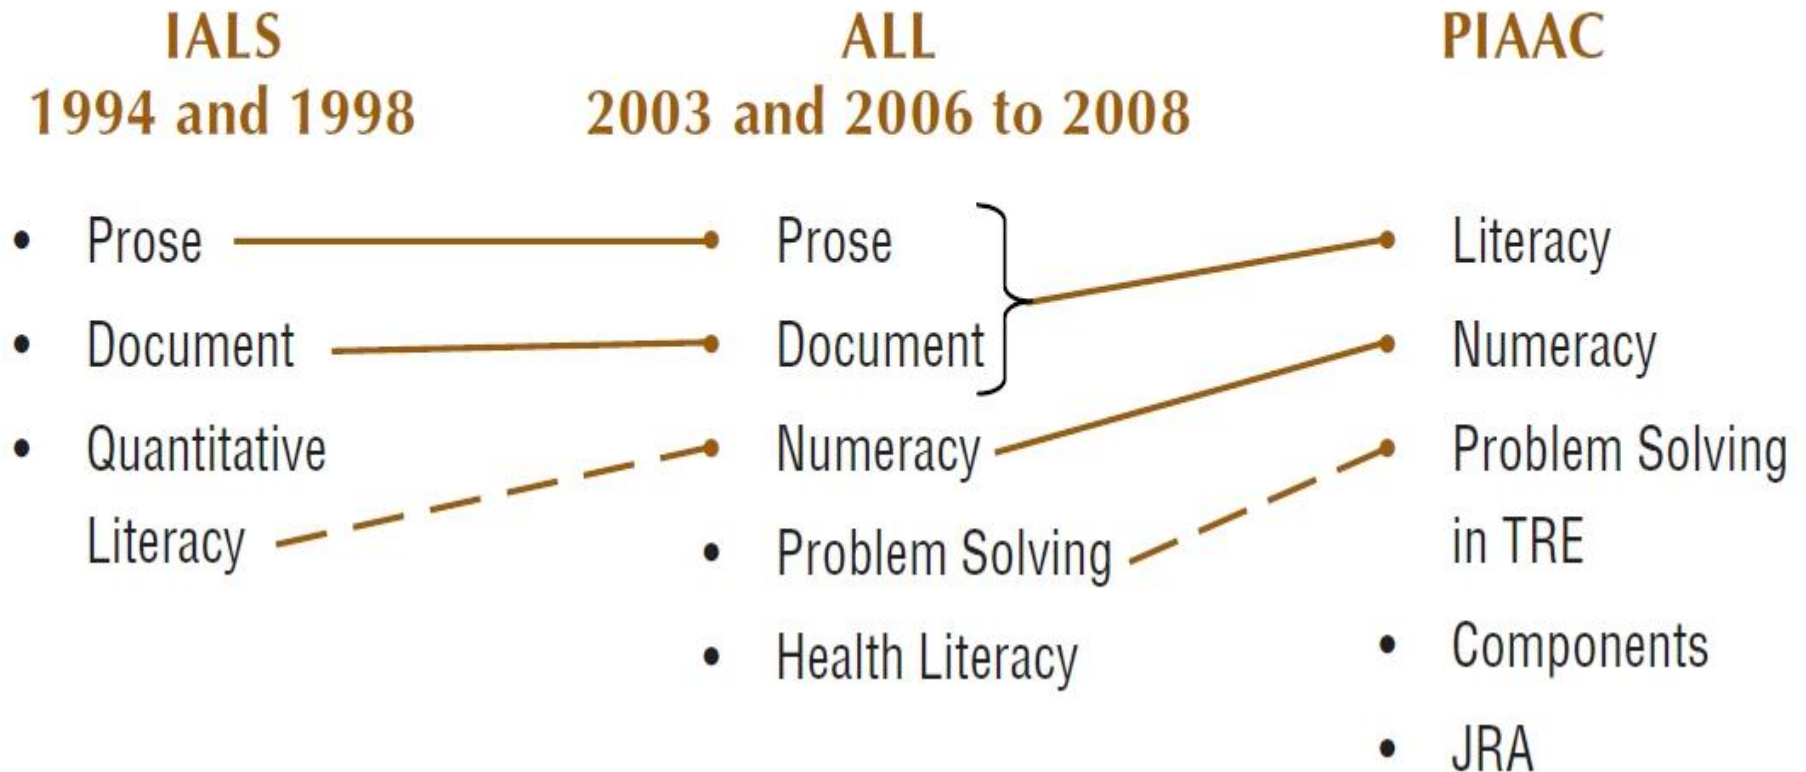 IALS
1994 and 1998
• Prose
• Document
• Quantitative
Literacy
ALL
2003 and 2006 to 2008
Prose
Document
Numeracy
• Problem Solving
• Health Literacy
PIAAC
Literacy
Numeracy
Problem Solving
in TRE
• Components
• JRA